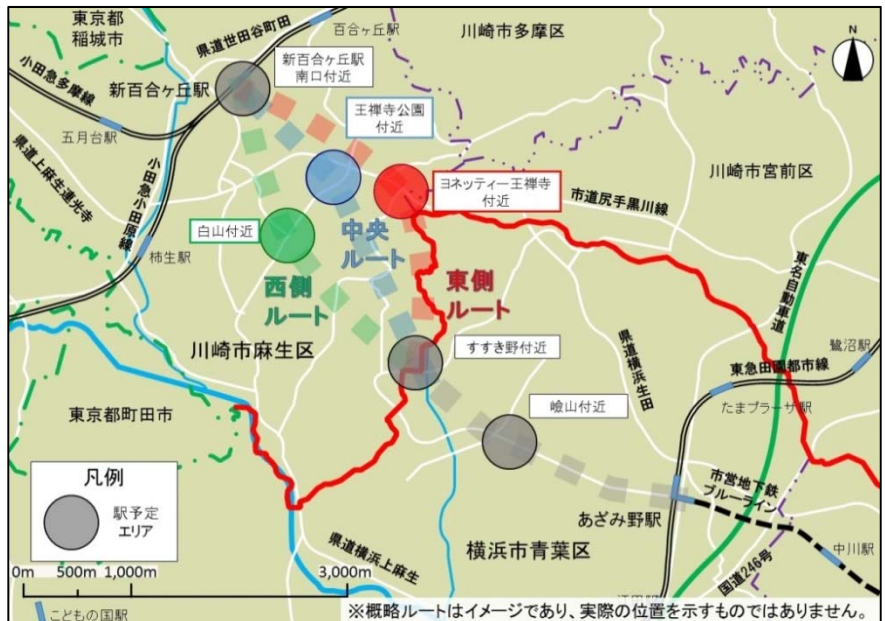 東京都
稲城市
県道世田谷町田
百合ヶ丘駅
川崎市多摩区
N
小田急多摩線
新百合ヶ丘駅
新百合ヶ丘駅
南口付近
五月台駅
王禅寺公園
付近
川崎市宮前区
県道上麻生連光寺
小田急小田原線
ヨネッティー王禅寺
付近
市道尻手黒川線
白山付近
中央
ルート
柿生駅
西側
ルート
東側
ルート
東名自動車道
川崎市麻生区
すすき野付近
県道横浜生田
鷺沼駅
東急田園都市線
東京都町田市
嶮山付近
たまプラーザ駅
凡例
駅予定
エリア
市営地下鉄
ブルーライン
あざみ野駅
横浜市青葉区
中川駅
県道横浜上麻生
国道246号
0m
500m
1,000m
3,000m
こどもの国駅
※概略ルートはイメージであり、実際の位置を示すものではありません。